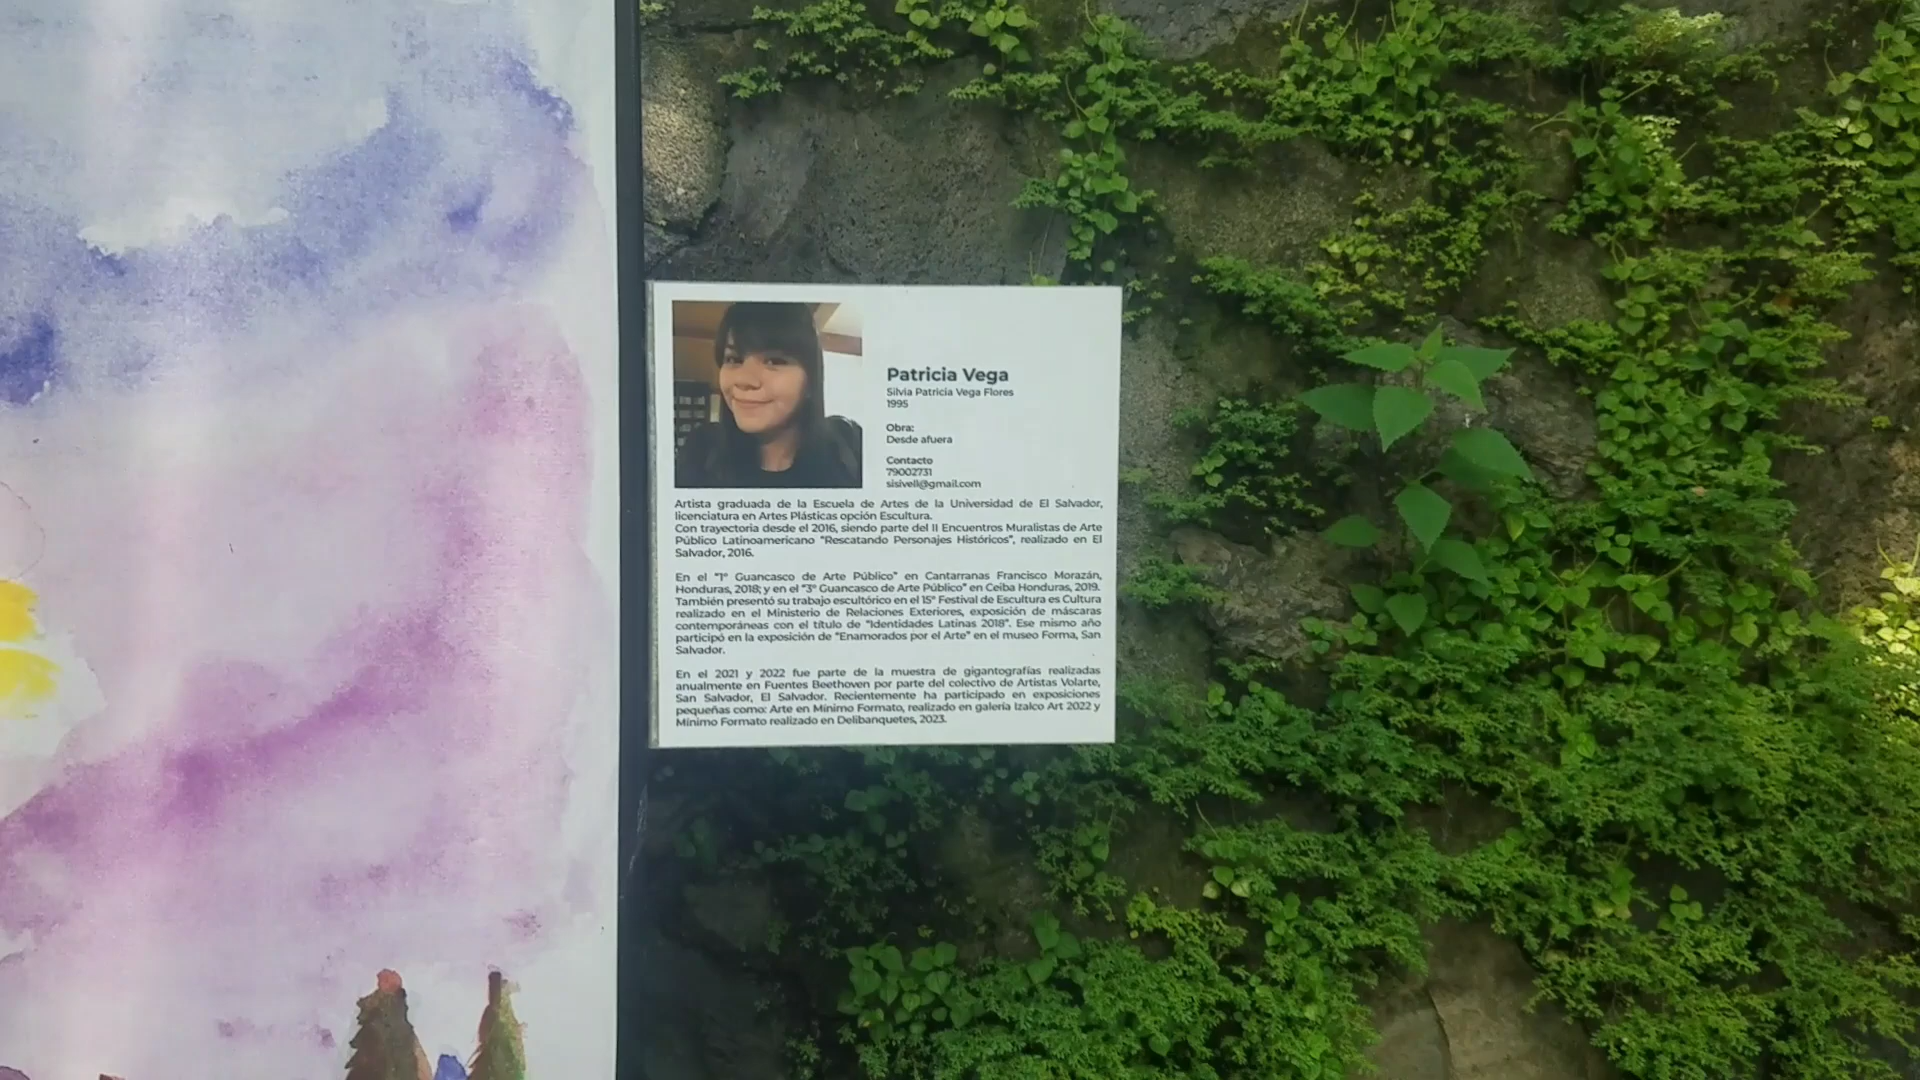 Patricia Vega
Silvia Patricia Vega Flores
1995
Obra:
Desde afuera
Contacto
79002731
sisivell@gmail.com
Artista graduada de la Escuela de Artes de la Universidad de El Salvador,
licenciatura en Artes Plásticas opción Escultura.
Con trayectoria desde el 2016, siendo parte del II Encuentros Muralistas de Arte
Público Latinoamericano "Rescatando Personajes Históricos", realizado en El
Salvador, 2016.
En el "1° Guancasco de Arte Público" en Cantarranas Francisco Morazán,
Honduras, 2018; y en el "3° Guancasco de Arte Público" en Ceiba Honduras, 2019.
También presentó su trabajo escultórico en el 15° Festival de Escultura es Cultura
realizado en el Ministerio de Relaciones Exteriores, exposición de máscaras
contemporáneas con el título de "Identidades Latinas 2018". Ese mismo año
participó en la exposición de "Enamorados por el Arte" en el museo Forma, San
Salvador.
En el 2021 y 2022 fue parte de la muestra de gigantografías realizadas
anualmente en Fuentes Beethoven por parte del colectivo de Artistas Volarte,
San Salvador, El Salvador. Recientemente ha participado en exposiciones
pequeñas como: Arte en Mínimo Formato, realizado en galería Izalco Art 2022 y
Mínimo Formato realizado en Delibanquetes, 2023.